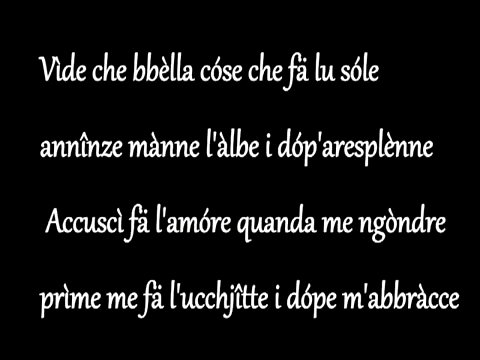 Vìde che bbèlla cóse che fä lu sóle
annînze mànne l'àlbe i dóp'aresplènne
Accuscì fä l'amóre quanda me ngòndre
prìme me fä l'ucchjîtte i dópe m'abbràcce